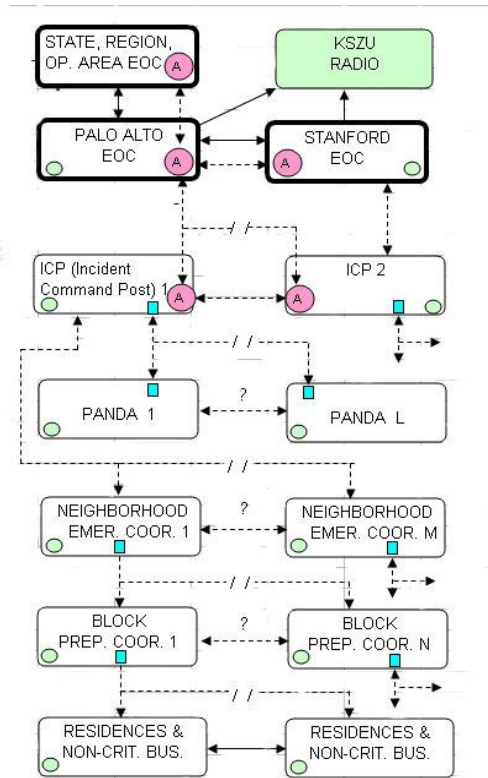 STATE, REGION,
OP. AREA EOC
A
KSZU
RADIO
PALO ALTO
EOC
A
STANFORD
EOC
A
/ /
ICP (Incident
Command Post) 1
A
ICP 2
A
/ /
PANDA 1
?
PANDA L
/ /
NEIGHBORHOOD
EMER. COOR. 1
?
NEIGHBORHOOD
EMER. COOR. M
/ /
BLOCK
PREP. COOR. 1
?
BLOCK
PREP. COOR. N
/ /
RESIDENCES &
NON-CRIT. BUS.
RESIDENCES &
NON-CRIT. BUS.